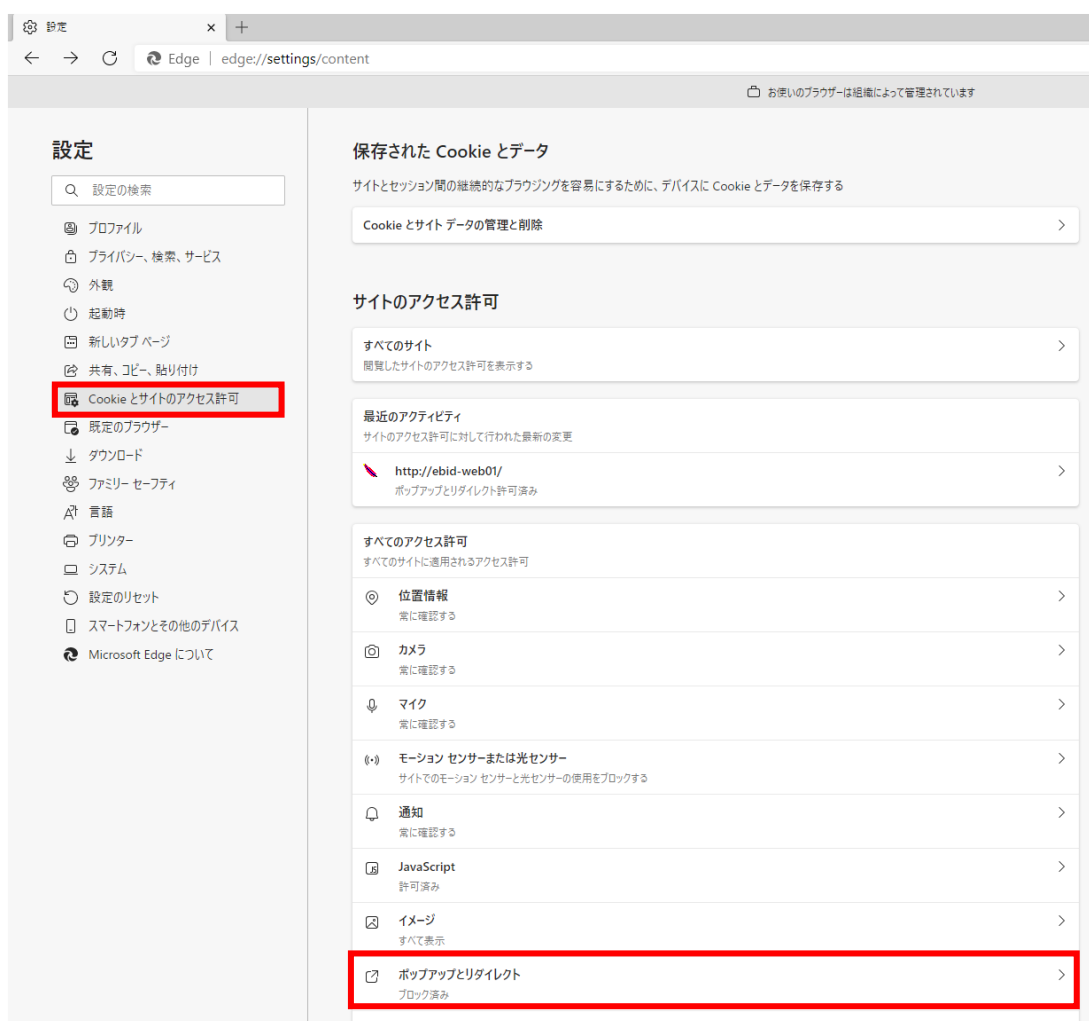 設定
Edge | edge://settings/content
お使いのブラウザーは組織によって管理されています
設定
設定の検索
プロファイル
プライバシー、検索、サービス
外観
起動時
新しいタブ ページ
共有、コピー、貼り付け
Cookie とサイトのアクセス許可
既定のブラウザー
ダウンロード
ファミリー セーフティ
言語
プリンター
システム
設定のリセット
スマートフォンとその他のデバイス
Microsoft Edge について
保存された Cookie とデータ
サイトとセッション間の継続的なブラウジングを容易にするために、デバイスに Cookie とデータを保存する
Cookie とサイト データの管理と削除
サイトのアクセス許可
すべてのサイト
閲覧したサイトのアクセス許可を表示する
最近のアクティビティ
サイトのアクセス許可に対して行われた最新の変更
http://ebid-web01/
ポップアップとリダイレクト許可済み
すべてのアクセス許可
すべてのサイトに適用されるアクセス許可
位置情報
常に確認する
カメラ
常に確認する
マイク
常に確認する
モーション センサーまたは光センサー
サイトでのモーション センサーと光センサーの使用をブロックする
通知
常に確認する
JavaScript
許可済み
イメージ
すべて表示
ポップアップとリダイレクト
ブロック済み